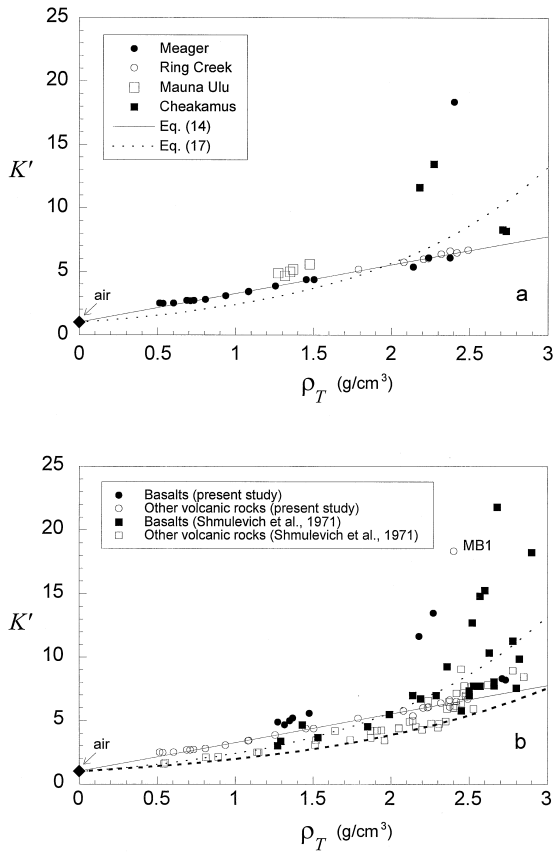 25
20
15
10
5
0
K'
Meager
Ring Creek
Mauna Ulu
Cheakamus
Eq. (14)
Eq. (17)
air
a
0 0.5 1 1.5 2 2.5 3
ρT (g/cm³)
25
20
15
10
5
0
K'
Basalts (present study)
Other volcanic rocks (present study)
Basalts (Shmulevich et al., 1971)
Other volcanic rocks (Shmulevich et al., 1971)
MB1
air
b
0 0.5 1 1.5 2 2.5 3
ρT (g/cm³)